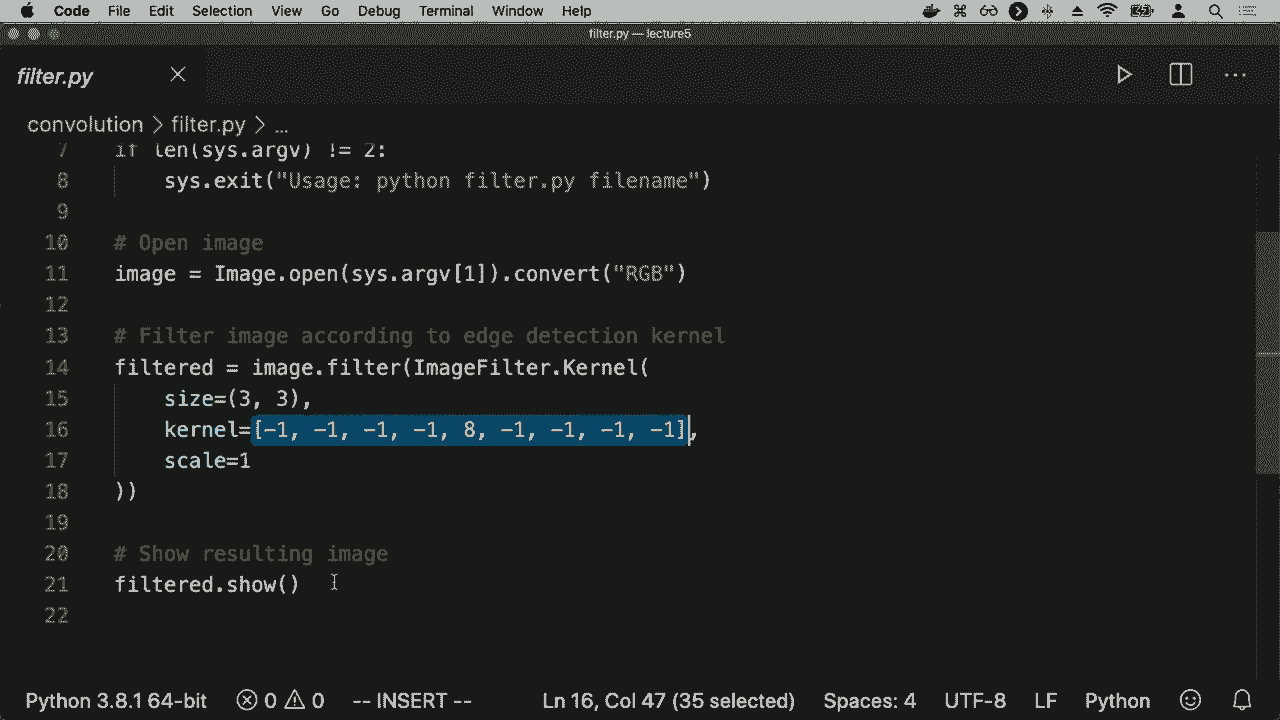 Code File Edit Selection View Go Debug Terminal Window Help
filter.py — lecture5
filter.py
convolution > filter.py > ...
7 if len(sys.argv) != 2:
8 sys.exit("Usage: python filter.py filename")
9
10 # Open image
11 image = Image.open(sys.argv[1]).convert("RGB")
12
13 # Filter image according to edge detection kernel
14 filtered = image.filter(ImageFilter.Kernel(
15 size=(3, 3),
16 kernel=[-1, -1, -1, -1, 8, -1, -1, -1, -1],
17 scale=1
18 ))
19
20 # Show resulting image
21 filtered.show()
22
Python 3.8.1 64-bit 0 0 -- INSERT -- Ln 16, Col 47 (35 selected) Spaces: 4 UTF-8 LF Python